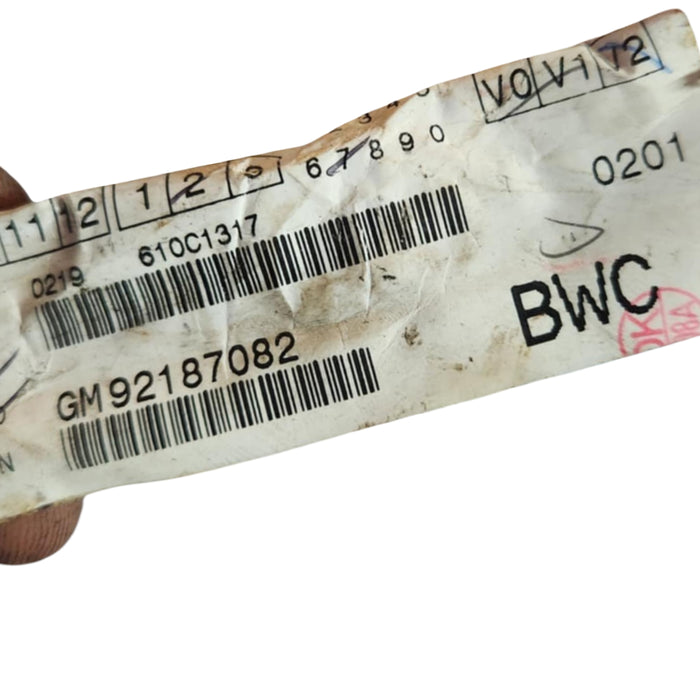 V0 V1 T2
11 12 1 2
6 7 8 9 0
0201
0219 610C1317
BWC
GM92187082
N